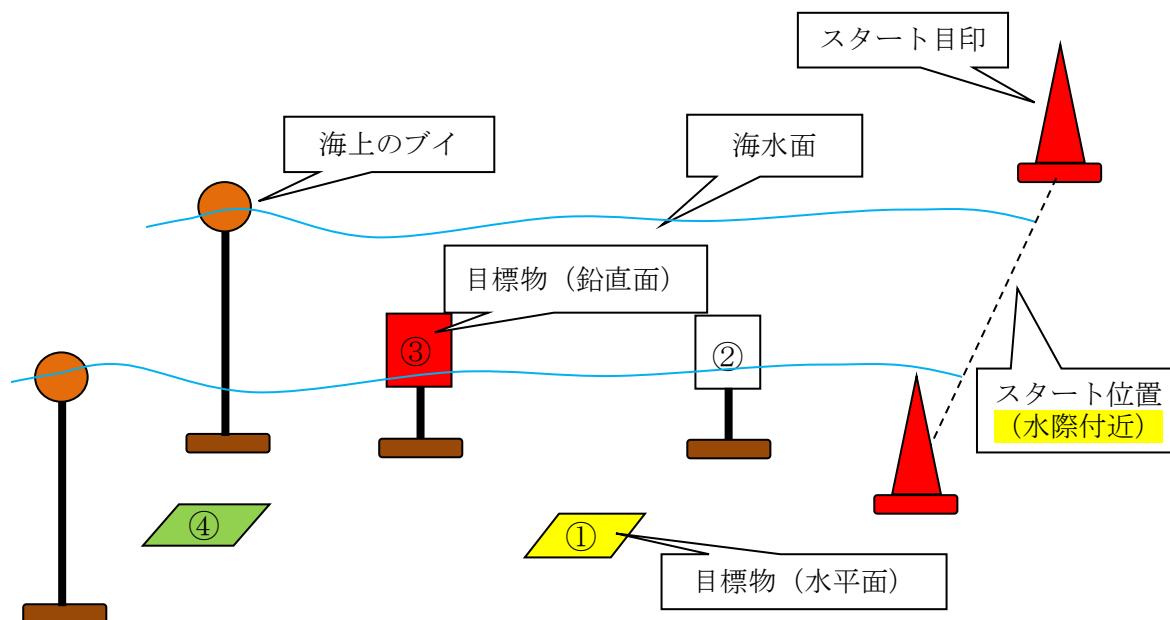 スタート目印
海上のブイ
海水面
目標物（鉛直面）
③
②
スタート位置
（水際付近）
④
①
目標物（水平面）